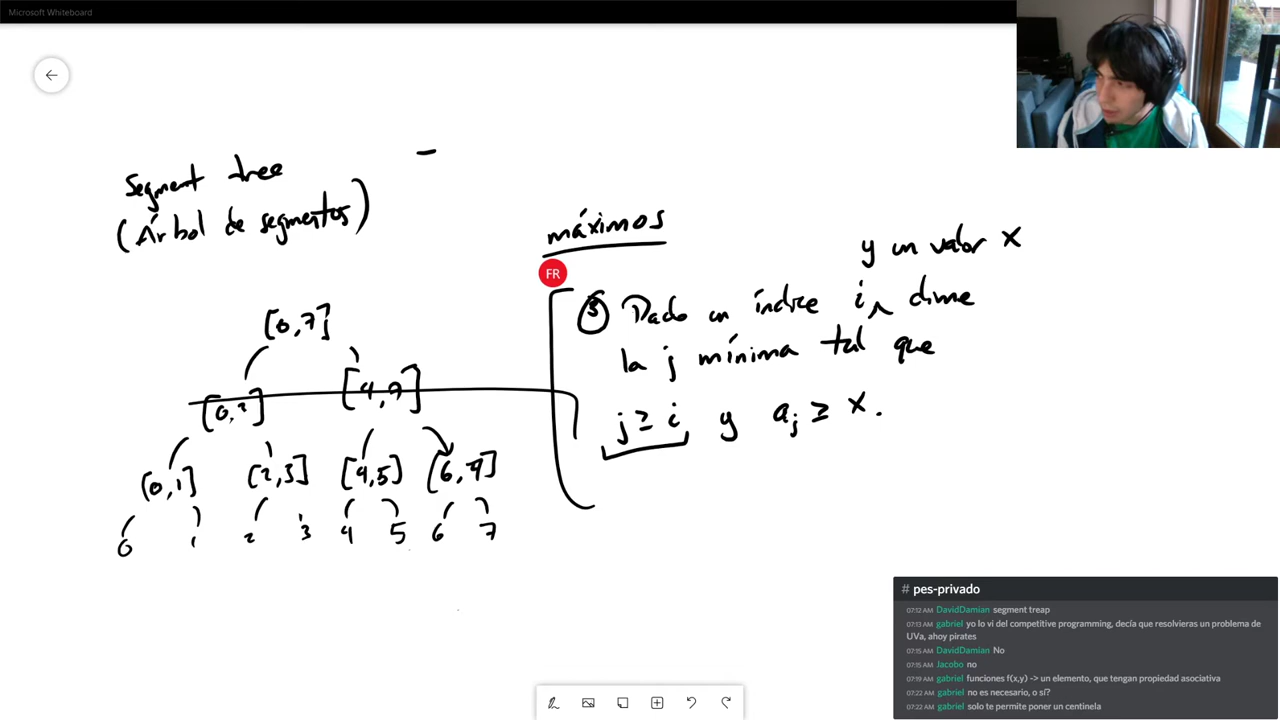 Microsoft Whiteboard
Segment tree
(Árbol de segmentos)
máximos
FR
y un valor x
③ Dado un índice i, dime
la j mínima tal que
j ≥ i y aj ≥ x.
[0,7]
[0,3] [4,7]
[0,1] [2,3] [4,5] [6,7]
0 1 2 3 4 5 6 7
# pes-privado
07:12 AM DavidDamian segment treap
07:13 AM gabriel yo lo vi del competitive programming, decía que resolvieras un problema de
UVa, ahoy pirates
07:15 AM DavidDamian No
07:15 AM Jacobo no
07:19 AM gabriel funciones f(x,y) -> un elemento, que tengan propiedad asociativa
07:22 AM gabriel no es necesario, o sí?
07:22 AM gabriel solo te permite poner un centinela